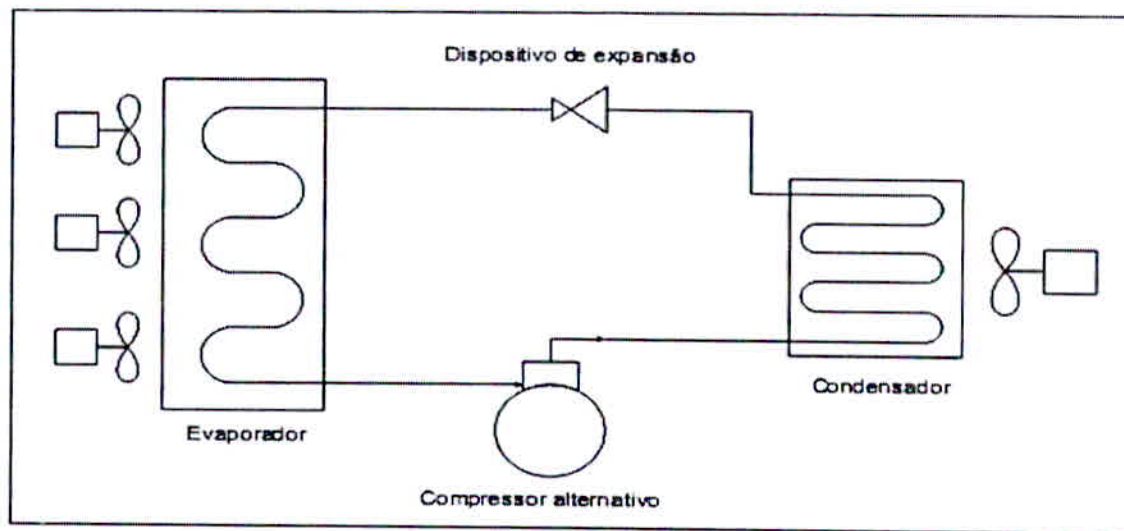 Dispositivo de expansão
Evaporador
Condensador
Compressor alternativo